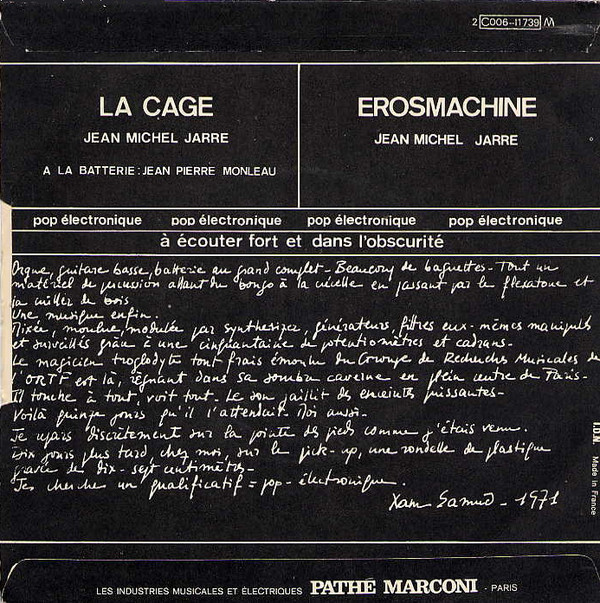 2 C006-11739 M
LA CAGE
JEAN MICHEL JARRE
A LA BATTERIE: JEAN PIERRE MONLEAU
EROSMACHINE
JEAN MICHEL JARRE
pop électronique pop électronique pop électronique pop électronique
à écouter fort et dans l'obscurité
Orgue, guitare basse, batterie au grand complet - Beaucoup de baguettes - Tout un
matériel de percussion allant du bongo à la crécelle en passant par le flexatone et
la cuiller de bois
Une musique enfin.
Mixée, moulue, modulée par synthesizer, générateurs, filtres eux-mêmes manipulés
et surveillés grâce à une cinquantaine de potentiomètres et cadrans-
Le magicien troglodyte tout frais émoulu du Groupe de Recherches Musicales de
l'ORTF est là, régnant dans sa sombre caverne en plein centre de Paris-
Il touche à tout, voit tout - Le son jaillit des enceintes puissantes-
Voilà quinze jours qu'il l'attendait. Moi aussi-
Je repars discrètement sur la pointe des pieds comme j'étais venu.
Dix jours plus tard, chez moi, sur le pick-up, une rondelle de plastique
gravée de dix-sept centimètres-
J'en cherche un qualificatif = pop-électronique.
- 1971
I.D.N. Made in France
LES INDUSTRIES MUSICALES ET ÉLECTRIQUES PATHÉ MARCONI - PARIS